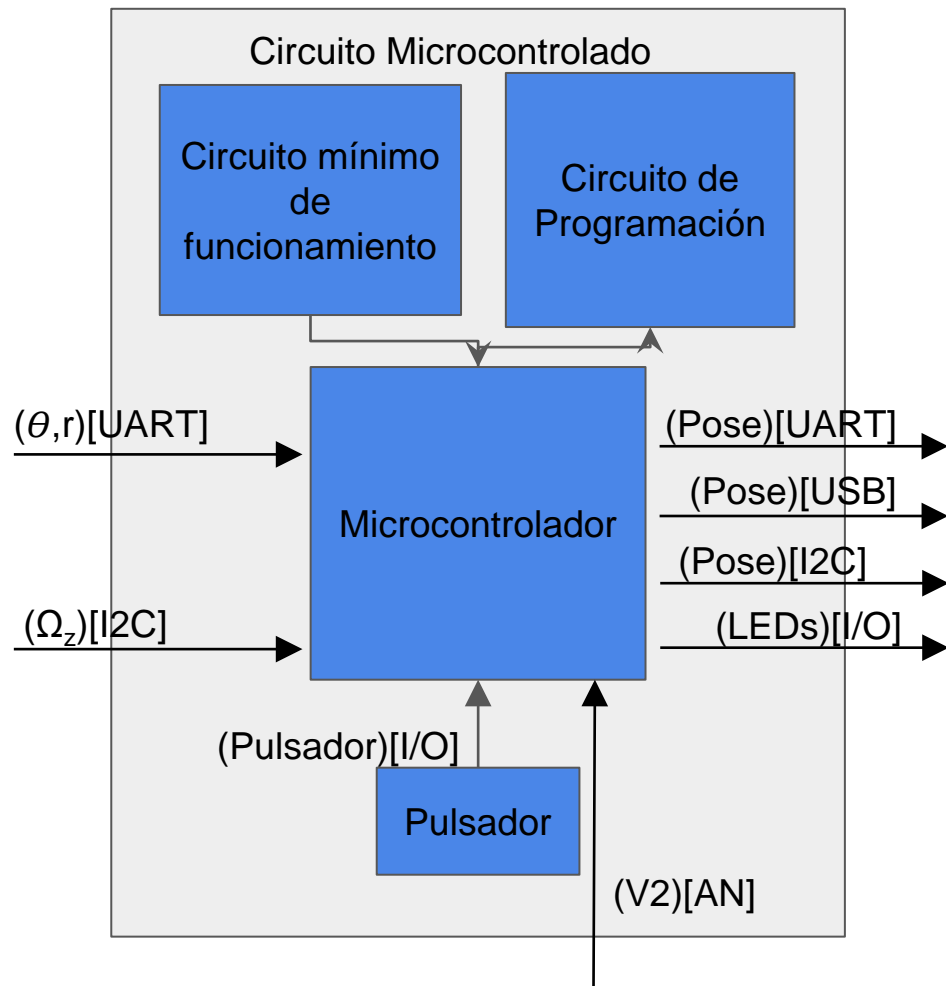 Circuito Microcontrolado
Circuito mínimo
de
funcionamiento
Circuito de
Programación
(θ,r)[UART]
(Pose)[UART]
(Pose)[USB]
Microcontrolador
(Pose)[I2C]
(Ω_z)[I2C]
(LEDs)[I/O]
(Pulsador)[I/O]
Pulsador
(V2)[AN]